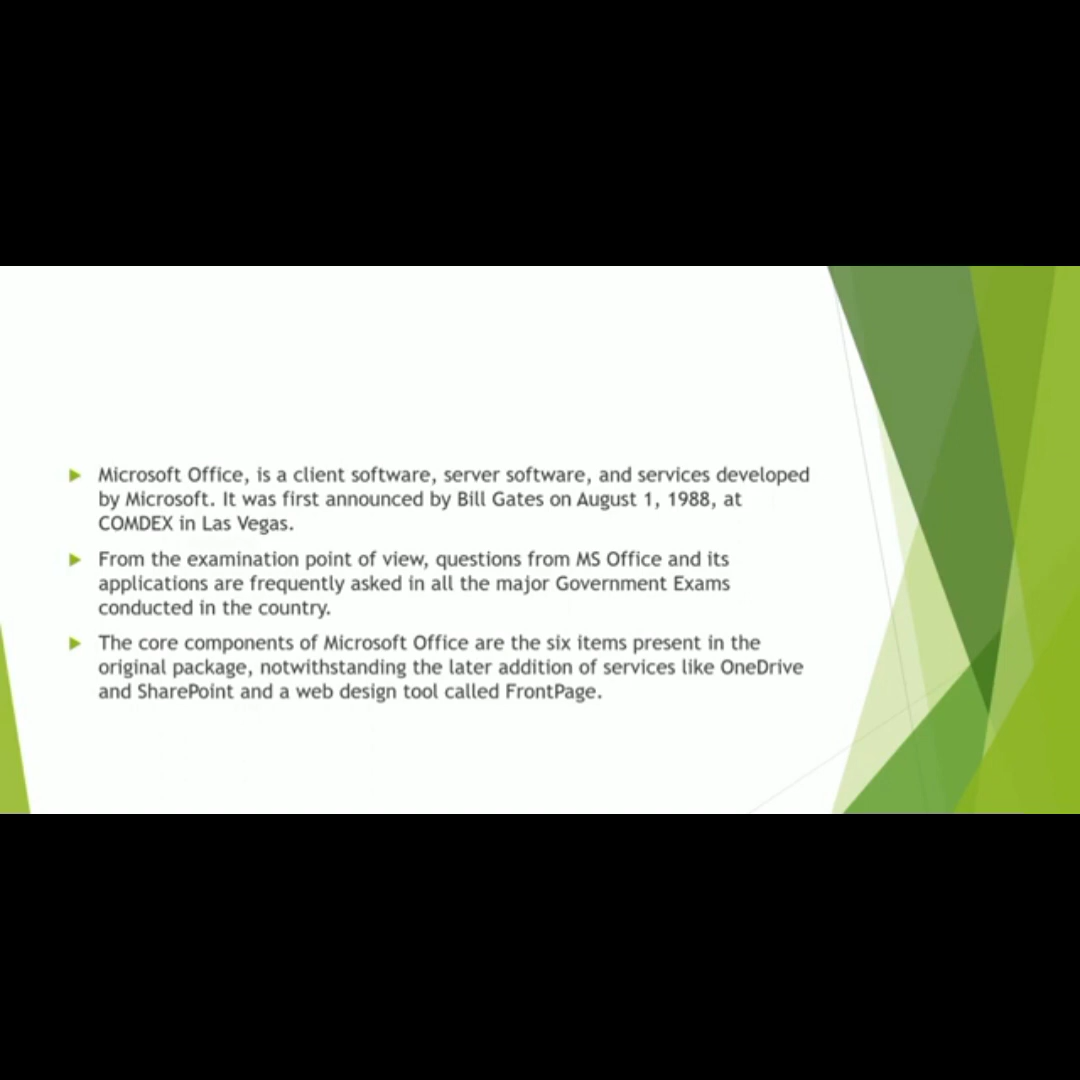 Microsoft Office, is a client software, server software, and services developed
by Microsoft. It was first announced by Bill Gates on August 1, 1988, at
COMDEX in Las Vegas.
From the examination point of view, questions from MS Office and its
applications are frequently asked in all the major Government Exams
conducted in the country.
The core components of Microsoft Office are the six items present in the
original package, notwithstanding the later addition of services like OneDrive
and SharePoint and a web design tool called FrontPage.